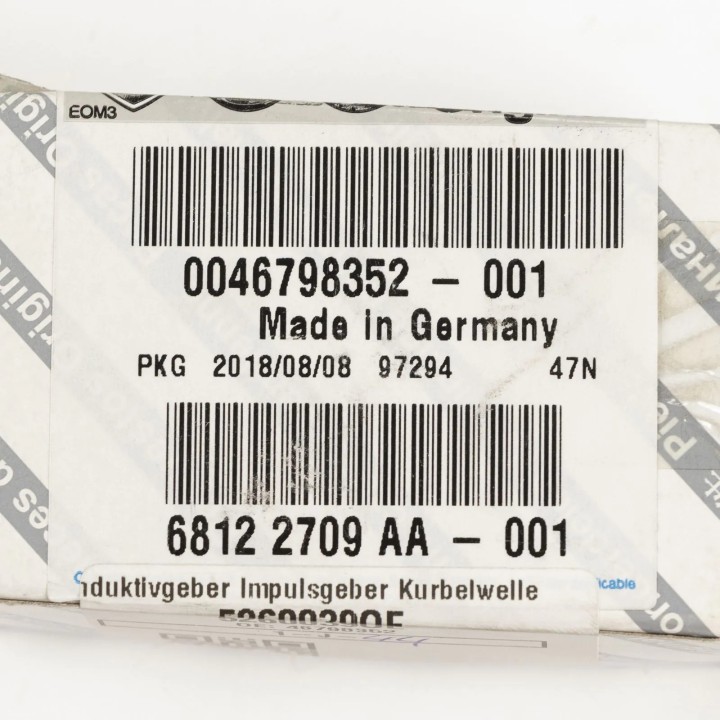 EOM3
0046798352 - 001
Made in Germany
PKG 2018/08/08 97294 47N
6812 2709 AA - 001
nduktivgeber Impulsgeber Kurbelwelle